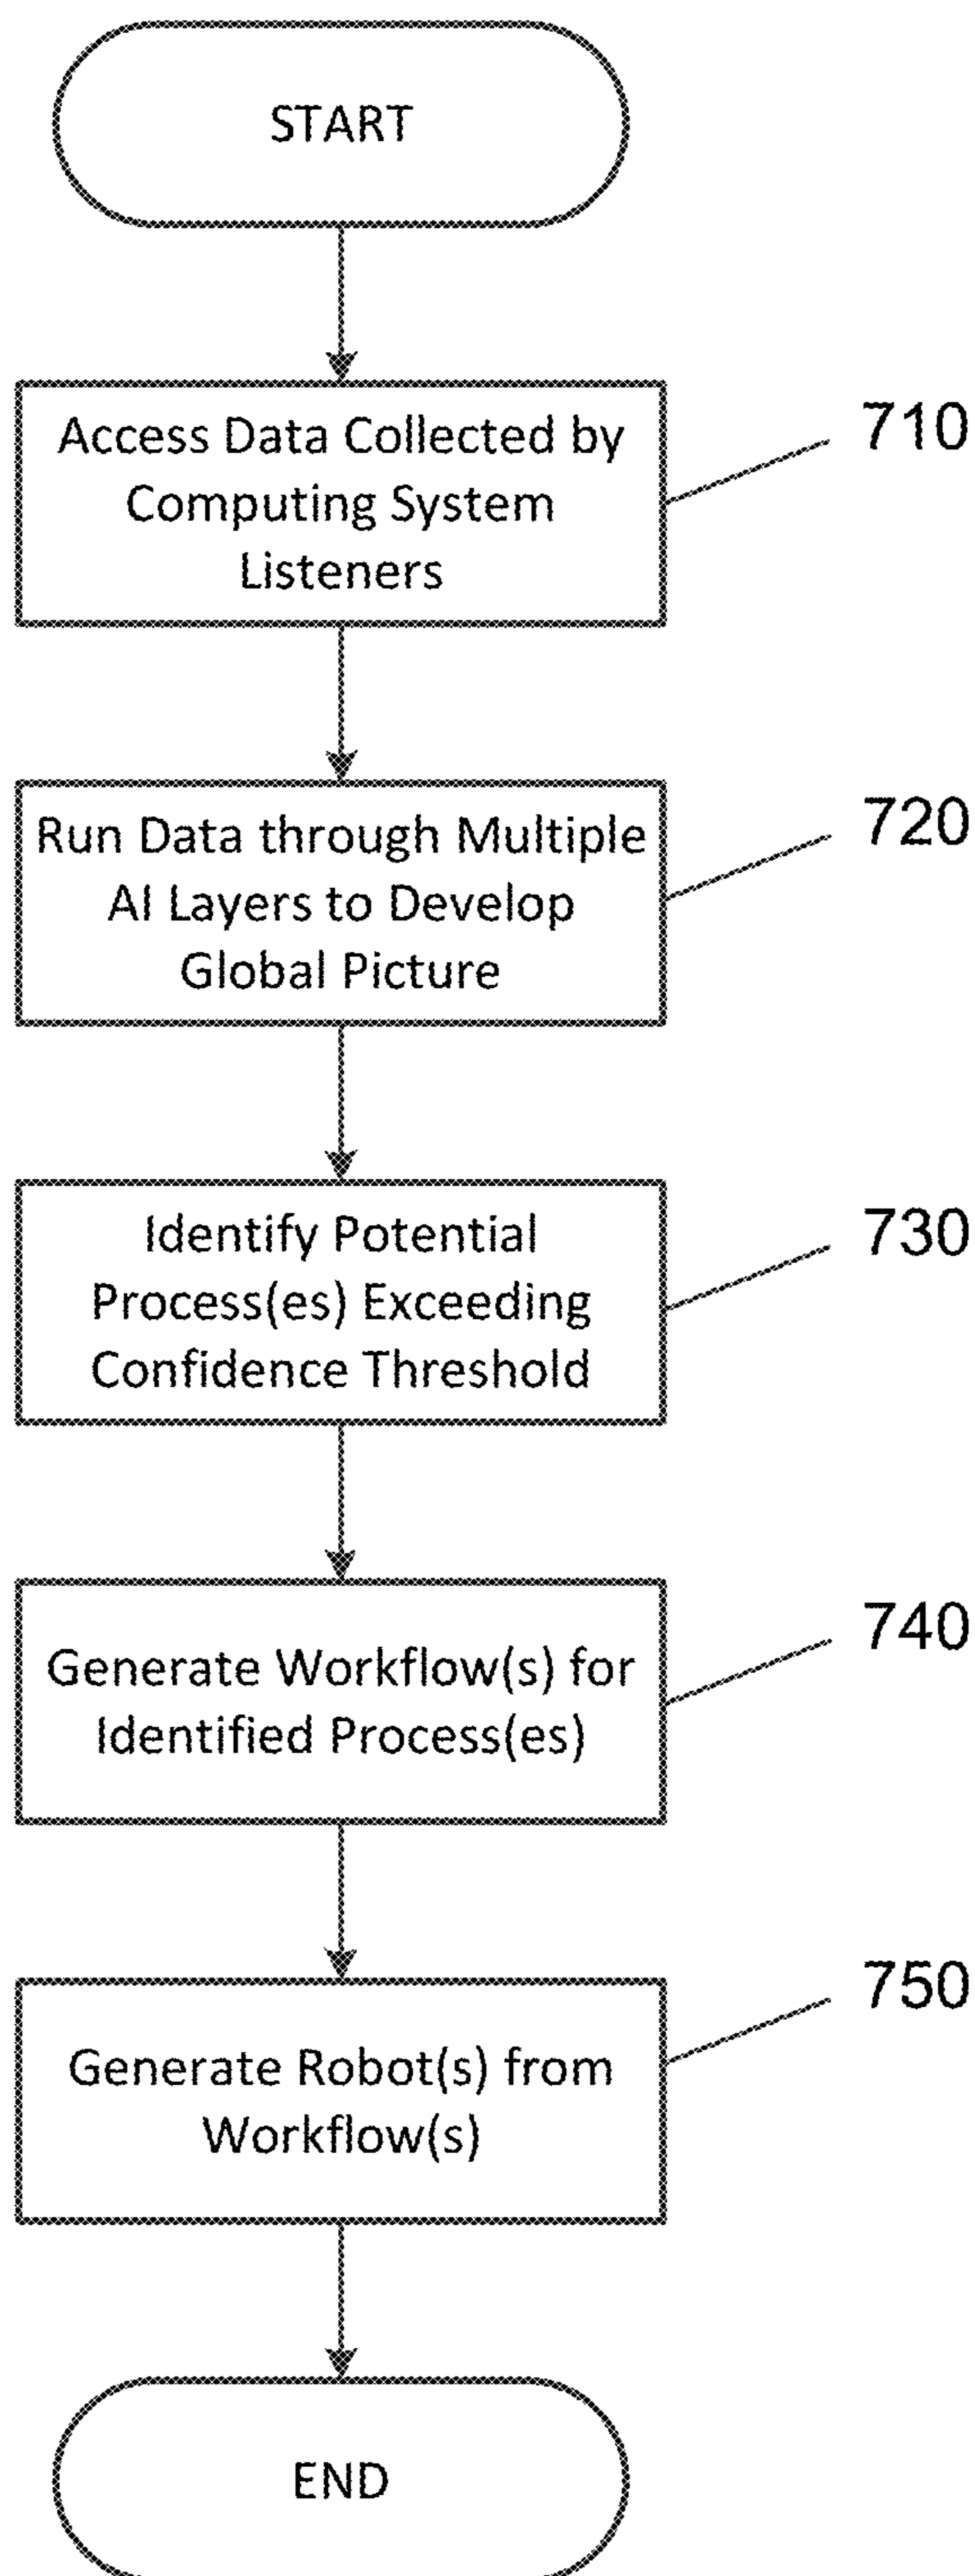 START
Access Data Collected by
Computing System
Listeners
710
Run Data through Multiple
AI Layers to Develop
Global Picture
720
Identify Potential
Process(es) Exceeding
Confidence Threshold
730
Generate Workflow(s) for
Identified Process(es)
740
Generate Robot(s) from
Workflow(s)
750
END